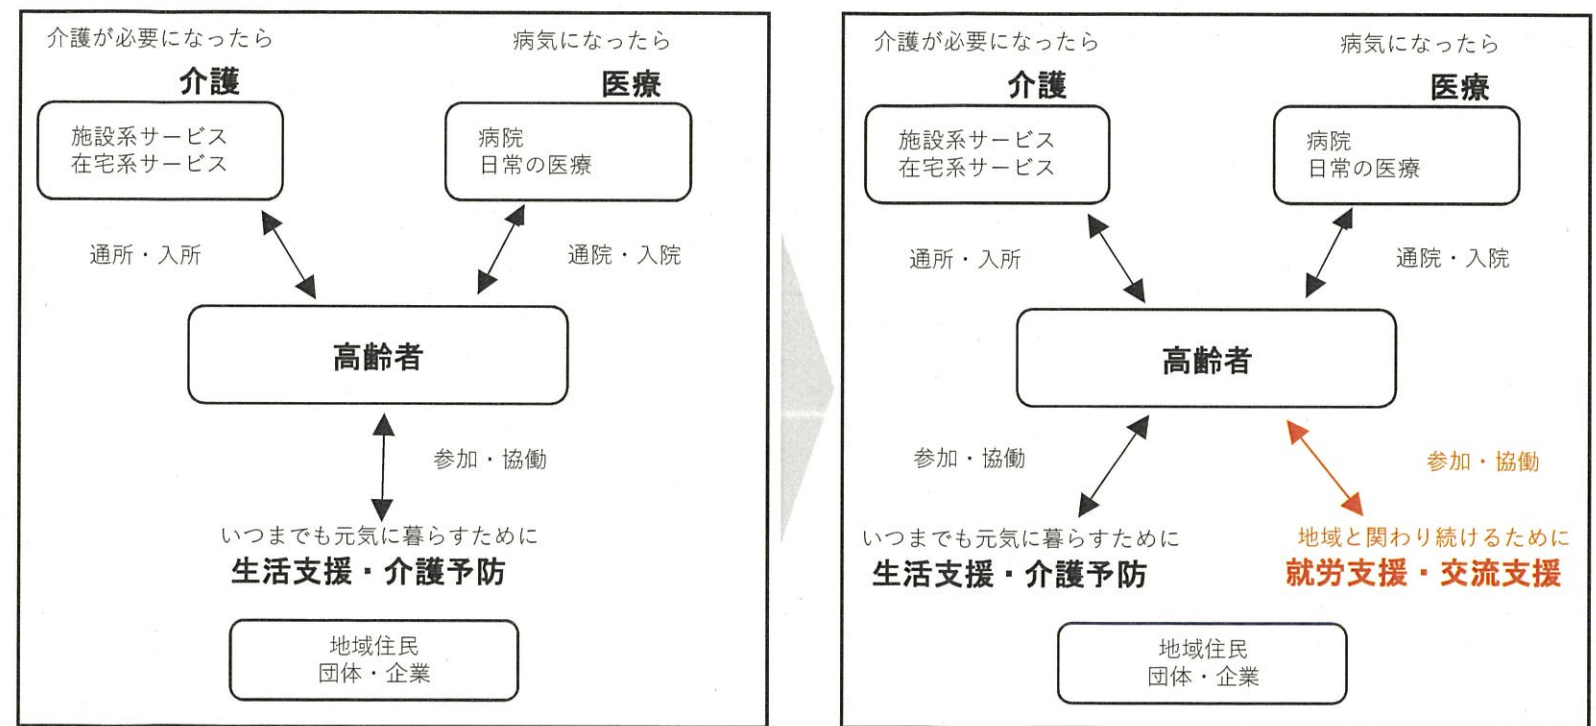 介護が必要になったら
病気になったら
介護
医療
施設系サービス
在宅系サービス
病院
日常の医療
通所・入所
通院・入院
高齢者
参加・協働
いつまでも元気に暮らすために
生活支援・介護予防
地域住民
団体・企業
介護が必要になったら
病気になったら
介護
医療
施設系サービス
在宅系サービス
病院
日常の医療
通所・入所
通院・入院
高齢者
参加・協働
参加・協働
いつまでも元気に暮らすために
生活支援・介護予防
地域と関わり続けるために
就労支援・交流支援
地域住民
団体・企業